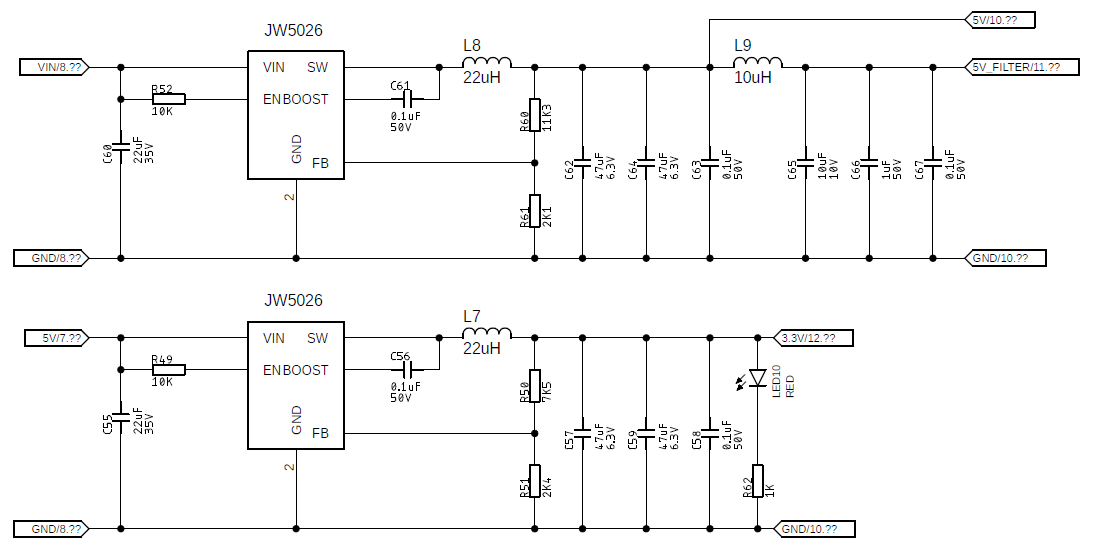 JW5026
5V/10.??
L8
L9
VIN/8.??
VIN SW
22uH
10uH
5V_FILTER/11.??
C61
R52
10K
EN BOOST
0.1uF
50V
R60
11K3
C60
22uF
35V
GND
FB
C62
47uF
6.3V
C64
47uF
6.3V
C63
0.1uF
50V
C65
10uF
10V
C66
1uF
50V
C67
0.1uF
50V
2
R61
2K1
GND/8.??
GND/10.??
JW5026
L7
5V/7.??
VIN SW
22uH
3.3V/12.??
C56
R49
10K
EN BOOST
0.1uF
50V
R50
7K5
LED10
RED
C55
22uF
35V
GND
FB
C57
47uF
6.3V
C59
47uF
6.3V
C58
0.1uF
50V
2
R51
2K4
R62
1K
GND/8.??
GND/10.??